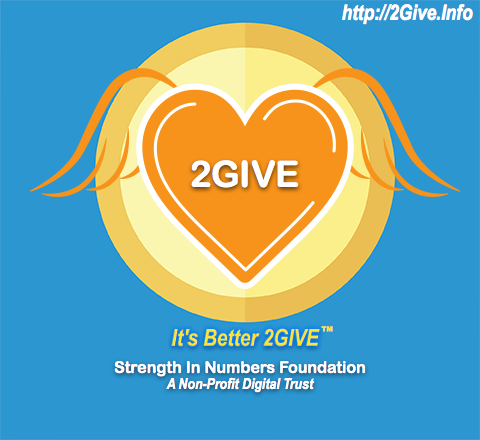 http://2Give.Info
2GIVE
It's Better 2GIVE™
Strength In Numbers Foundation
A Non-Profit Digital Trust